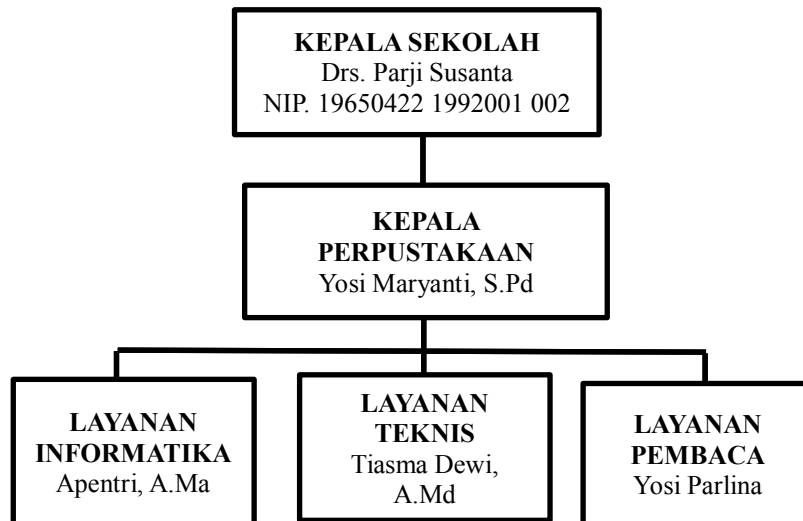 KEPALA SEKOLAH
Drs. Parji Susanta
NIP. 19650422 1992001 002
KEPALA
PERPUSTAKAAN
Yosi Maryanti, S.Pd
LAYANAN
INFORMATIKA
Apentri, A.Ma
LAYANAN
TEKNIS
Tiasma Dewi,
A.Md
LAYANAN
PEMBACA
Yosi Parlina